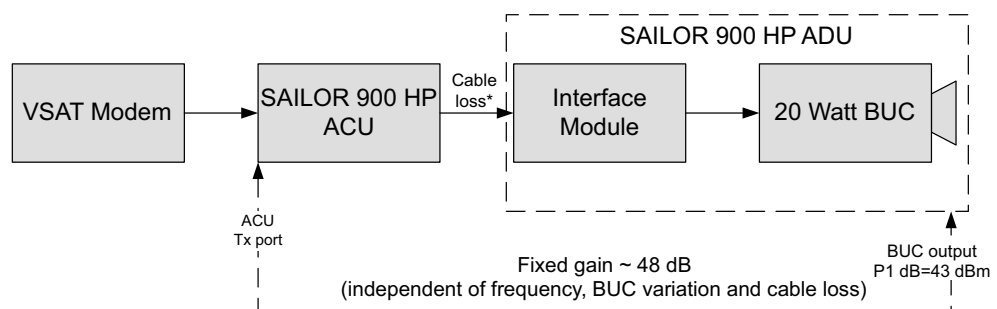 SAILOR 900 HP ADU
VSAT Modem
SAILOR 900 HP
ACU
Cable
loss*
Interface
Module
20 Watt BUC
ACU
Tx port
BUC output
P1 dB=43 dBm
Fixed gain ~ 48 dB
(independent of frequency, BUC variation and cable loss)